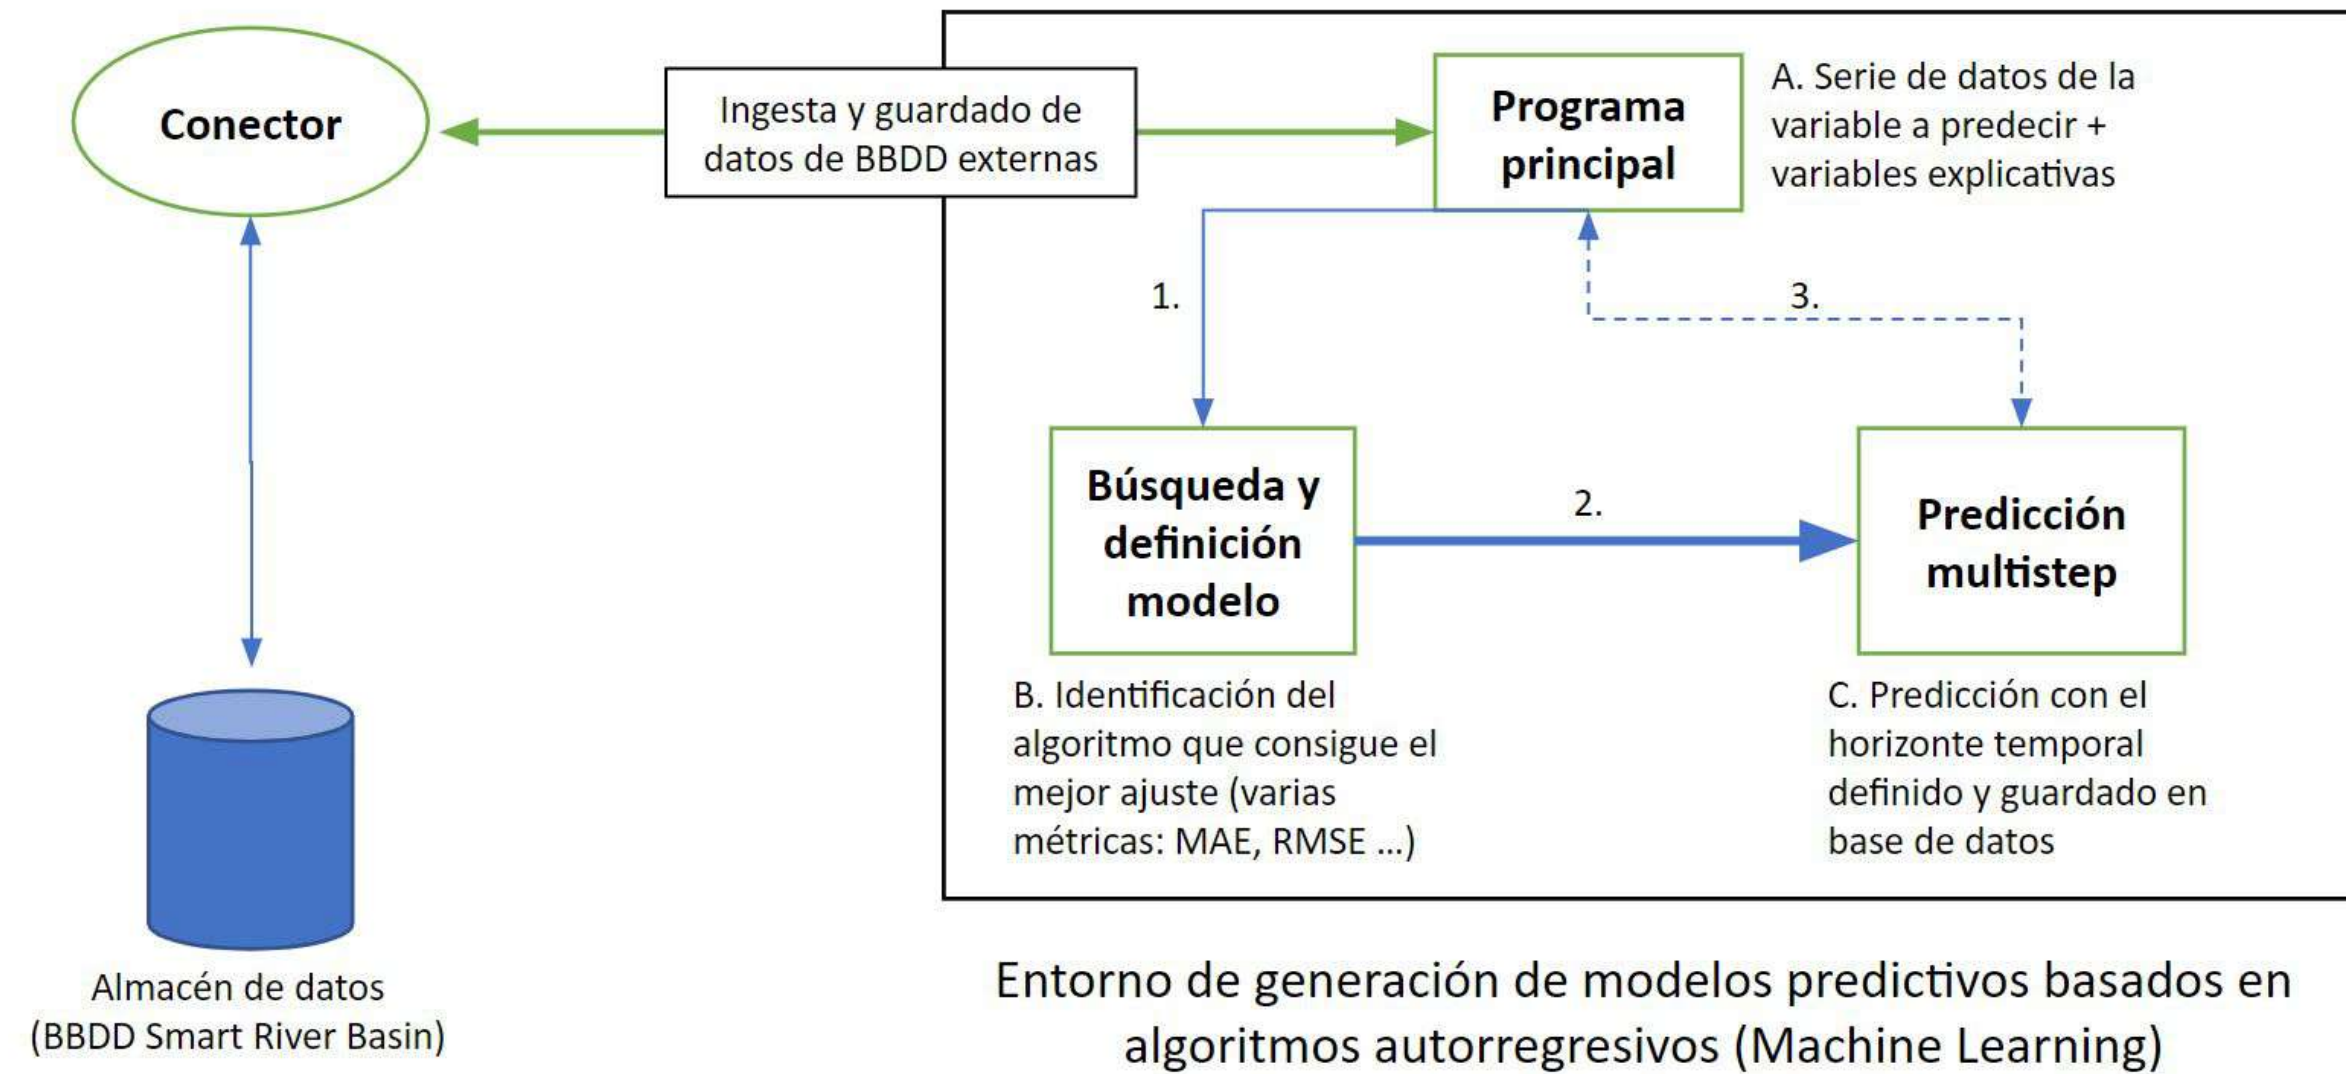 Conector
Ingesta y guardado de
datos de BBDD externas
Programa
principal
A. Serie de datos de la
variable a predecir +
variables explicativas
1.
3.
Búsqueda y
definición
modelo
2.
Predicción
multistep
B. Identificación del
algoritmo que consigue el
mejor ajuste (varias
métricas: MAE, RMSE ...)
C. Predicción con el
horizonte temporal
definido y guardado en
base de datos
Almacén de datos
(BBDD Smart River Basin)
Entorno de generación de modelos predictivos basados en
algoritmos autorregresivos (Machine Learning)